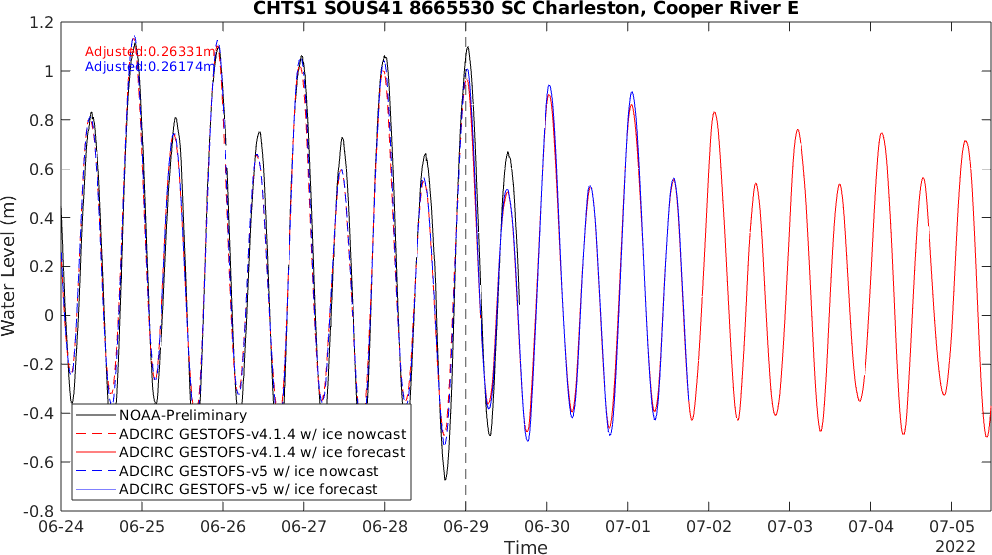 CHTS1 SOUS41 8665530 SC Charleston, Cooper River E
Adjusted:0.26331m
Adjusted:0.26174m
Water Level (m)
1.2
1
0.8
0.6
0.4
0.2
0
-0.2
-0.4
-0.6
-0.8
NOAA-Preliminary
ADCIRC GESTOFS-v4.1.4 w/ ice nowcast
ADCIRC GESTOFS-v4.1.4 w/ ice forecast
ADCIRC GESTOFS-v5 w/ ice nowcast
ADCIRC GESTOFS-v5 w/ ice forecast
06-24 06-25 06-26 06-27 06-28 06-29 06-30 07-01 07-02 07-03 07-04 07-05
Time
2022